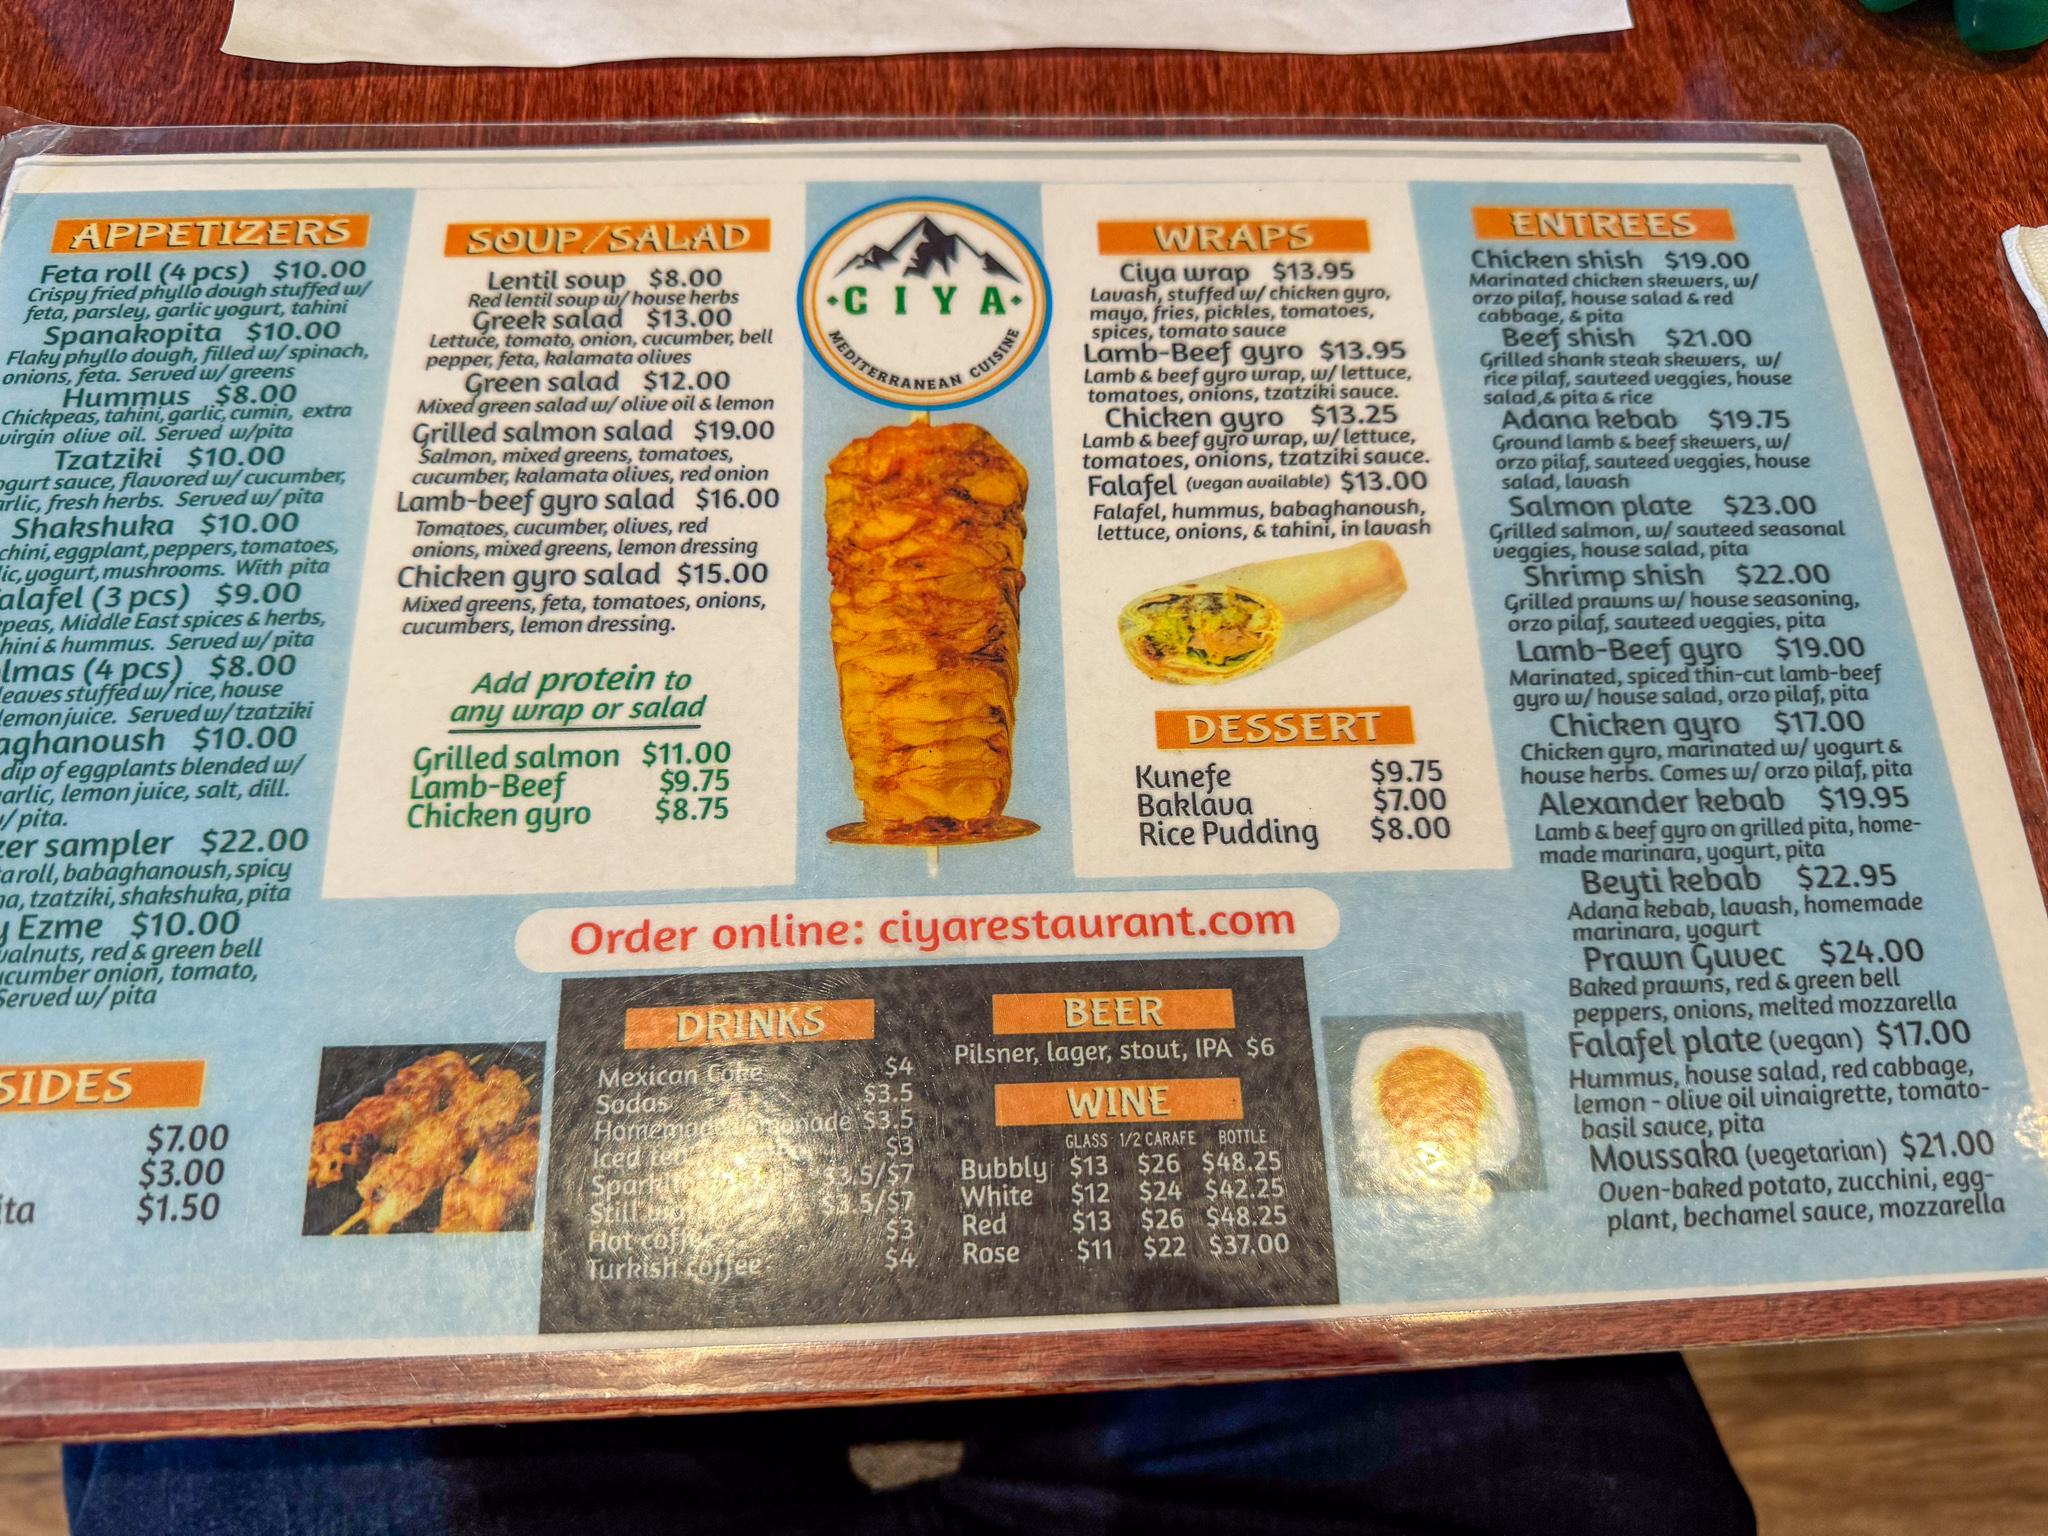 APPETIZERS
Feta roll (4 pcs) $10.00
Crispy fried phyllo dough stuffed w/
feta, parsley, garlic yogurt, tahini
Spanakopita $10.00
Flaky phyllo dough, filled w/ spinach,
onions, feta. Served w/ greens
Hummus $8.00
Chickpeas, tahini, garlic, cumin, extra
virgin olive oil. Served w/pita
Tzatziki $10.00
sauce, flavored w/ cucumber,
fresh herbs. Served w/ pita
Shakshuka $10.00
eggplant, peppers, tomatoes,
yogurt, mushrooms. With pita
(3 pcs) $9.00
Middle East spices & herbs,
& hummus. Served w/ pita
(4 pcs) $8.00
leaves stuffed w/ rice, house
lemon juice. Served w/ tzatziki
$10.00
dip of eggplants blended w/
lemon juice, salt, dill.
w/ pita.
sampler $22.00
roll, babaghanoush, spicy
tzatziki, shakshuka, pita
Ezme $10.00
walnuts, red & green bell
onion, tomato,
Served w/ pita
SIDES
$7.00
$3.00
$1.50
SOUP/SALAD
Lentil soup $8.00
Red lentil soup w/ house herbs
Greek salad $13.00
Lettuce, tomato, onion, cucumber, bell
pepper, feta, kalamata olives
Green salad $12.00
Mixed green salad w/ olive oil & lemon
Grilled salmon salad $19.00
Salmon, mixed greens, tomatoes,
cucumber, kalamata olives, red onion
Lamb-beef gyro salad $16.00
Tomatoes, cucumber, olives, red
onions, mixed greens, lemon dressing
Chicken gyro salad $15.00
Mixed greens, feta, tomatoes, onions,
cucumbers, lemon dressing.
Add protein to
any wrap or salad
Grilled salmon $11.00
Lamb-Beef $9.75
Chicken gyro $8.75
CIYA
MEDITERRANEAN CUISINE
WRAPS
Ciya wrap $13.95
Lavash, stuffed w/ chicken gyro,
mayo, fries, pickles, tomatoes,
spices, tomato sauce
Lamb-Beef gyro $13.95
Lamb & beef gyro wrap, w/ lettuce,
tomatoes, onions, tzatziki sauce.
Chicken gyro $13.25
Lamb & beef gyro wrap, w/ lettuce,
tomatoes, onions, tzatziki sauce.
Falafel (vegan available) $13.00
Falafel, hummus, babaghanoush,
lettuce, onions, & tahini, in lavash
DESSERT
Kunefe $9.75
Baklava $7.00
Rice Pudding $8.00
ENTREES
Chicken shish $19.00
Marinated chicken skewers, w/
orzo pilaf, house salad & red
cabbage, & pita
Beef shish $21.00
Grilled shank steak skewers, w/
rice pilaf, sauteed veggies, house
salad,& pita & rice
Adana kebab $19.75
Ground lamb & beef skewers, w/
orzo pilaf, sauteed veggies, house
salad, lavash
Salmon plate $23.00
Grilled salmon, w/ sauteed seasonal
veggies, house salad, pita
Shrimp shish $22.00
Grilled prawns w/ house seasoning,
orzo pilaf, sauteed veggies, pita
Lamb-Beef gyro $19.00
Marinated, spiced thin-cut lamb-beef
gyro w/ house salad, orzo pilaf, pita
Chicken gyro $17.00
Chicken gyro, marinated w/ yogurt &
house herbs. Comes w/ orzo pilaf, pita
Alexander kebab $19.95
Lamb & beef gyro on grilled pita, home-
made marinara, yogurt, pita
Beyti kebab $22.95
Adana kebab, lavash, homemade
marinara, yogurt
Prawn Guvec $24.00
Baked prawns, red & green bell
peppers, onions, melted mozzarella
Falafel plate (vegan) $17.00
Hummus, house salad, red cabbage,
lemon - olive oil vinaigrette, tomato-
basil sauce, pita
Moussaka (vegetarian) $21.00
Oven-baked potato, zucchini, egg-
plant, bechamel sauce, mozzarella
Order online: ciyarestaurant.com
DRINKS
Mexican Coke $4
Sodas $3.5
Homemade lemonade $3.5
Iced tea $3
$3.5/$7
Still $3.5/$7
Hot coffee $3
Turkish coffee $4
BEER
Pilsner, lager, stout, IPA $6
WINE
GLASS 1/2 CARAFE BOTTLE
Bubbly $13 $26 $48.25
White $12 $24 $42.25
Red $13 $26 $48.25
Rose $11 $22 $37.00